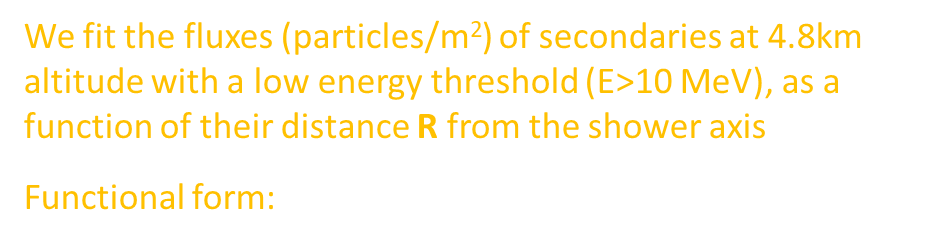 We fit the fluxes (particles/m²) of secondaries at 4.8km
altitude with a low energy threshold (E>10 MeV), as a
function of their distance R from the shower axis
Functional form: